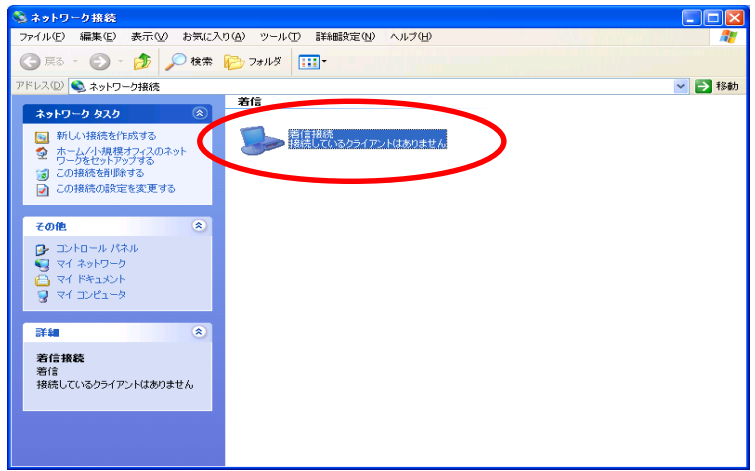 ネットワーク接続
ファイル(F) 編集(E) 表示(V) お気に入り(A) ツール(T) 詳細設定(N) ヘルプ(H)
戻る 検索 フォルダ
アドレス(D) ネットワーク接続 移動
ネットワーク タスク
新しい接続を作成する
ホーム/小規模オフィスのネット
ワークをセットアップする
この接続を削除する
この接続の設定を変更する
その他
コントロール パネル
マイ ネットワーク
マイ ドキュメント
マイ コンピュータ
詳細
着信接続
着信
接続しているクライアントはありません
着信
着信接続
接続しているクライアントはありません